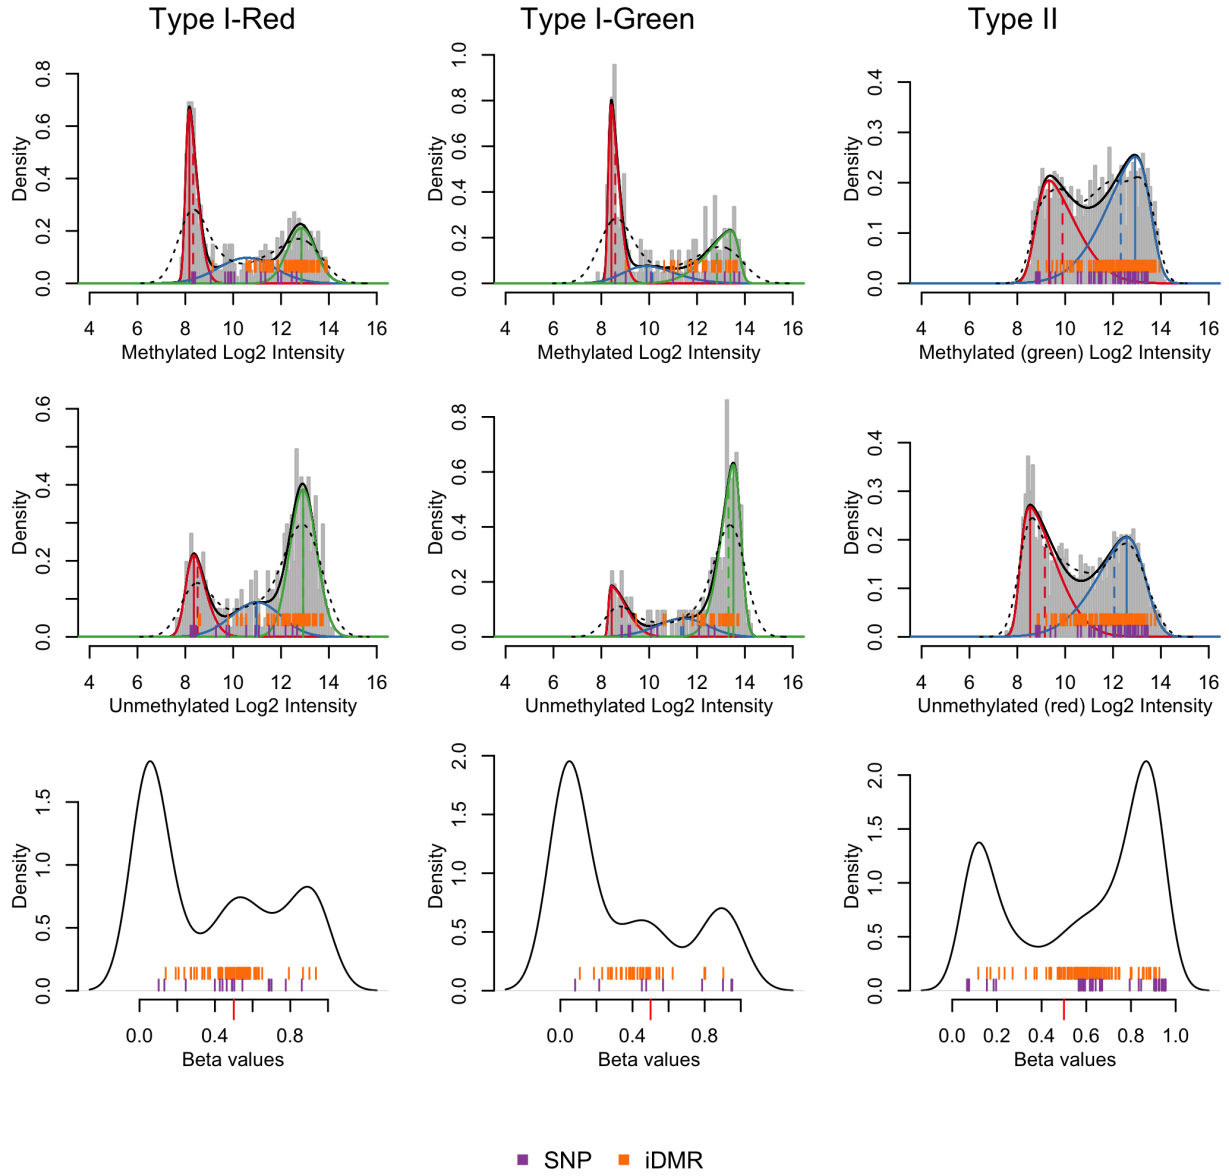 Type I-Red
Type I-Green
Type II
Density
0.0 0.2 0.4 0.6 0.8
4 6 8 10 12 14 16
Methylated Log2 Intensity
Density
0.0 0.2 0.4 0.6 0.8 1.0
4 6 8 10 12 14 16
Methylated Log2 Intensity
Density
0.0 0.1 0.2 0.3 0.4
4 6 8 10 12 14 16
Methylated (green) Log2 Intensity
Density
0.0 0.2 0.4 0.6
4 6 8 10 12 14 16
Unmethylated Log2 Intensity
Density
0.0 0.2 0.4 0.6 0.8
4 6 8 10 12 14 16
Unmethylated Log2 Intensity
Density
0.0 0.1 0.2 0.3 0.4
4 6 8 10 12 14 16
Unmethylated (red) Log2 Intensity
Density
0.0 0.5 1.0 1.5
0.0 0.4 0.8
Beta values
Density
0.0 0.5 1.0 1.5 2.0
0.0 0.4 0.8
Beta values
Density
0.0 0.5 1.0 1.5 2.0
0.0 0.2 0.4 0.6 0.8 1.0
Beta values
SNP iDMR